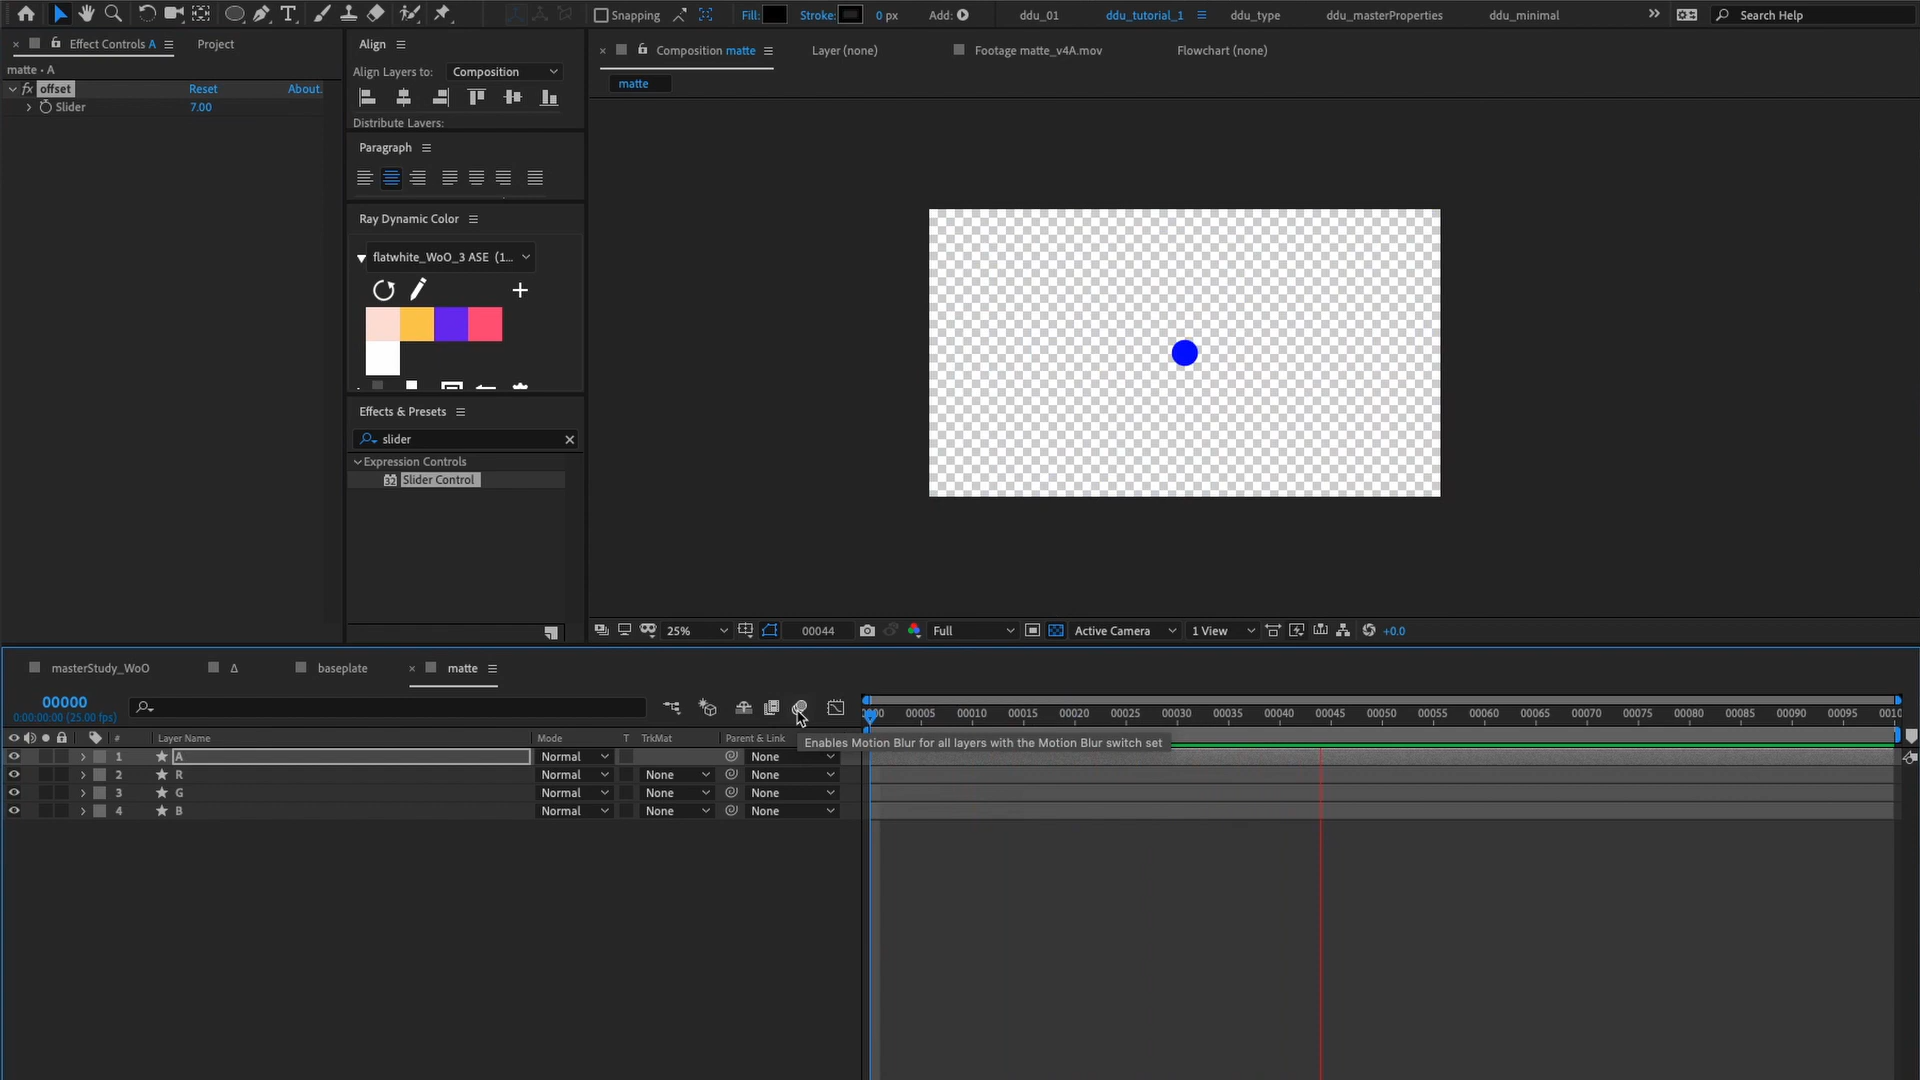 Snapping
Fill:
Stroke:
0 px
Add:
ddu_01
ddu_tutorial_1
ddu_type
ddu_masterProperties
ddu_minimal
Search Help
Effect Controls A
Project
Align
Composition matte
Layer (none)
Footage matte_v4A.mov
Flowchart (none)
matte • A
Align Layers to:
Composition
matte
fx offset
Reset
About.
Slider
7.00
Distribute Layers:
Paragraph
Ray Dynamic Color
flatwhite_WoO_3 ASE (1...
Effects & Presets
slider
Expression Controls
32 Slider Control
25%
00044
Full
Active Camera
1 View
+0.0
masterStudy_WoO
Δ
baseplate
matte
00000
0:00:00:00 (25.00 fps)
00005
00010
00015
00020
00025
00030
00035
00040
00045
00050
00055
00060
00065
00070
00075
00080
00085
00090
00095
0010
#
Layer Name
Mode
T
TrkMat
Parent & Link
Enables Motion Blur for all layers with the Motion Blur switch set
1 A Normal None
2 R Normal None None
3 G Normal None None
4 B Normal None None